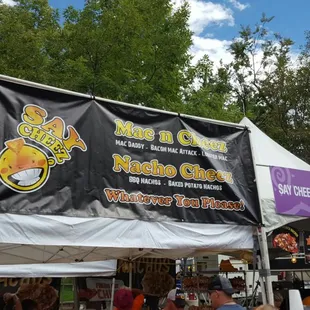 SAY
CHEEZ
Mac n Cheez
Mac Daddy · Bacon Mac Attack · Lobster Mac
Nacho Cheez
BBQ Nachos · Baked Potato Nachos
Whatever You Pleez!
SAY CHEE